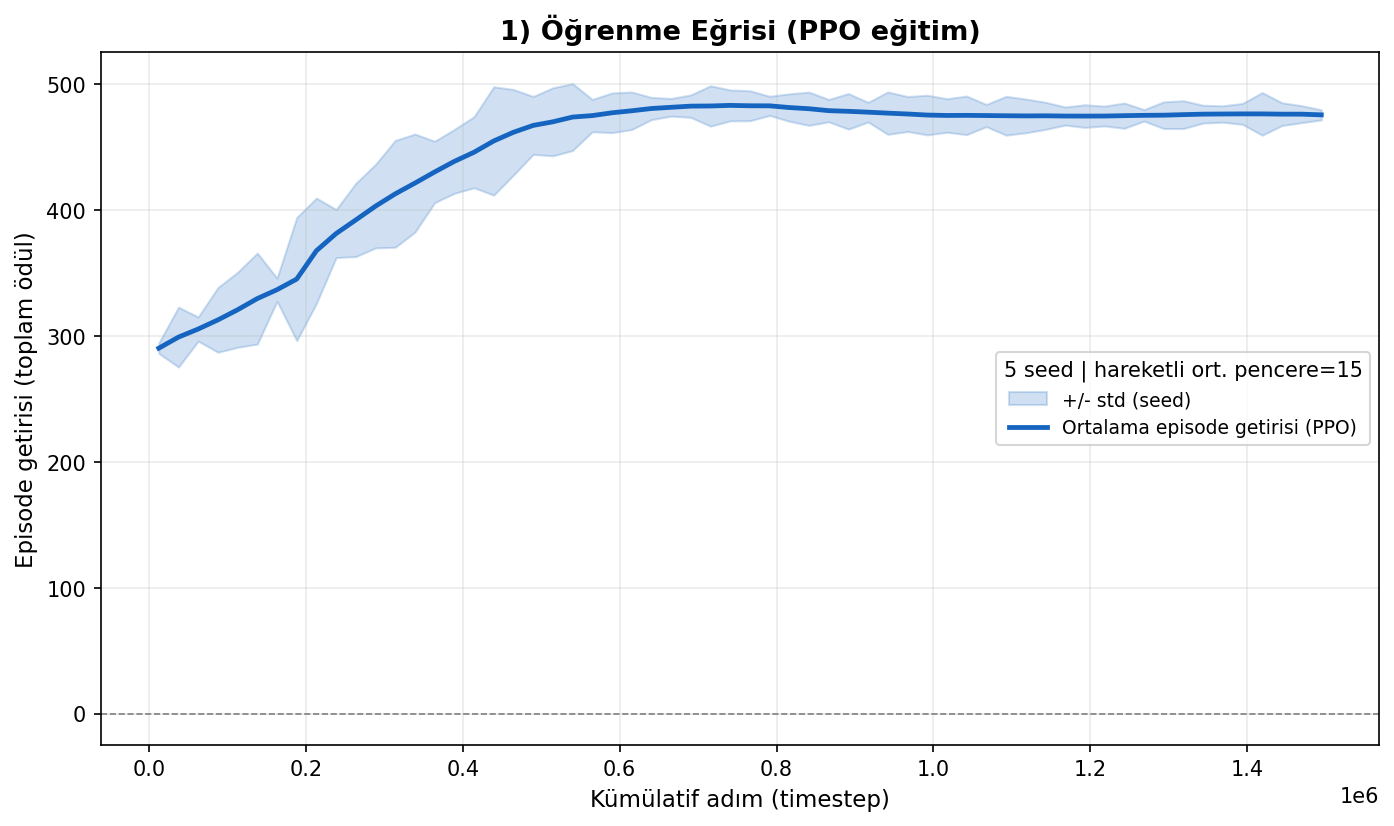 1) Öğrenme Eğrisi (PPO eğitim)
Episode getirisi (toplam ödül)
500
400
300
200
100
0
5 seed | hareketli ort. pencere=15
+/- std (seed)
Ortalama episode getirisi (PPO)
0.0 0.2 0.4 0.6 0.8 1.0 1.2 1.4
1e6
Kümülatif adım (timestep)